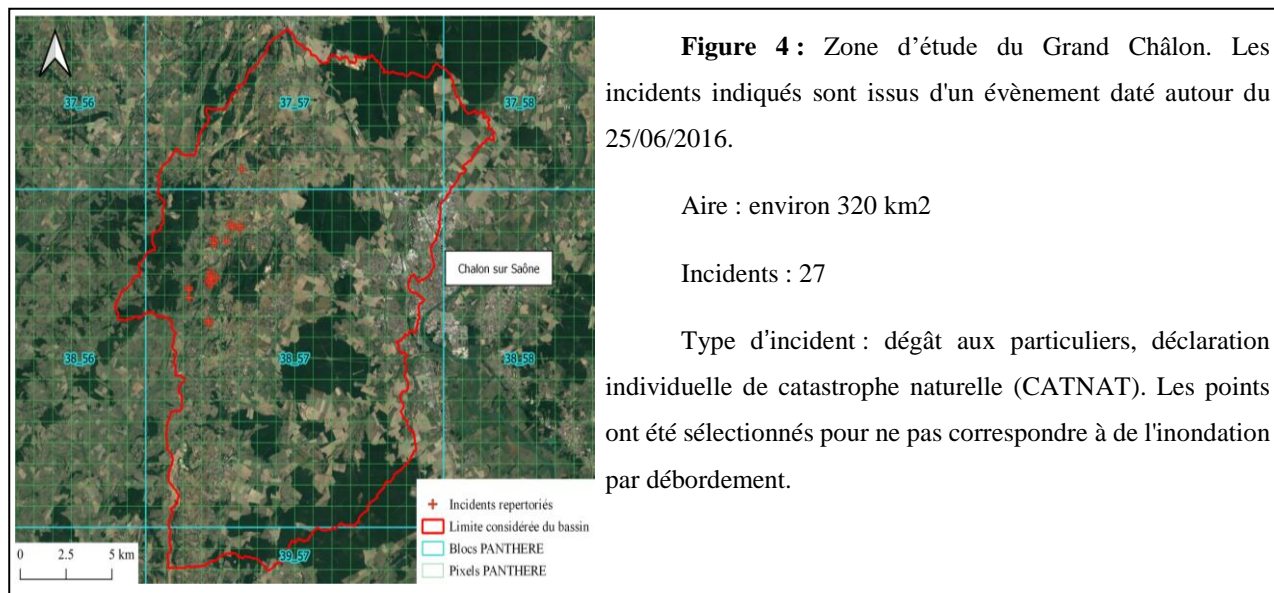 37_56
37_57
37_58
Chalon sur Saône
38_56
38_57
38_58
39_57
Incidents repertoriés
Limite considérée du bassin
Blocs PANTHERE
Pixels PANTHERE
0 2.5 5 km
Figure 4 : Zone d’étude du Grand Châlon. Les
incidents indiqués sont issus d'un évènement daté autour du
25/06/2016.
Aire : environ 320 km2
Incidents : 27
Type d’incident : dégât aux particuliers, déclaration
individuelle de catastrophe naturelle (CATNAT). Les points
ont été sélectionnés pour ne pas correspondre à de l'inondation
par débordement.